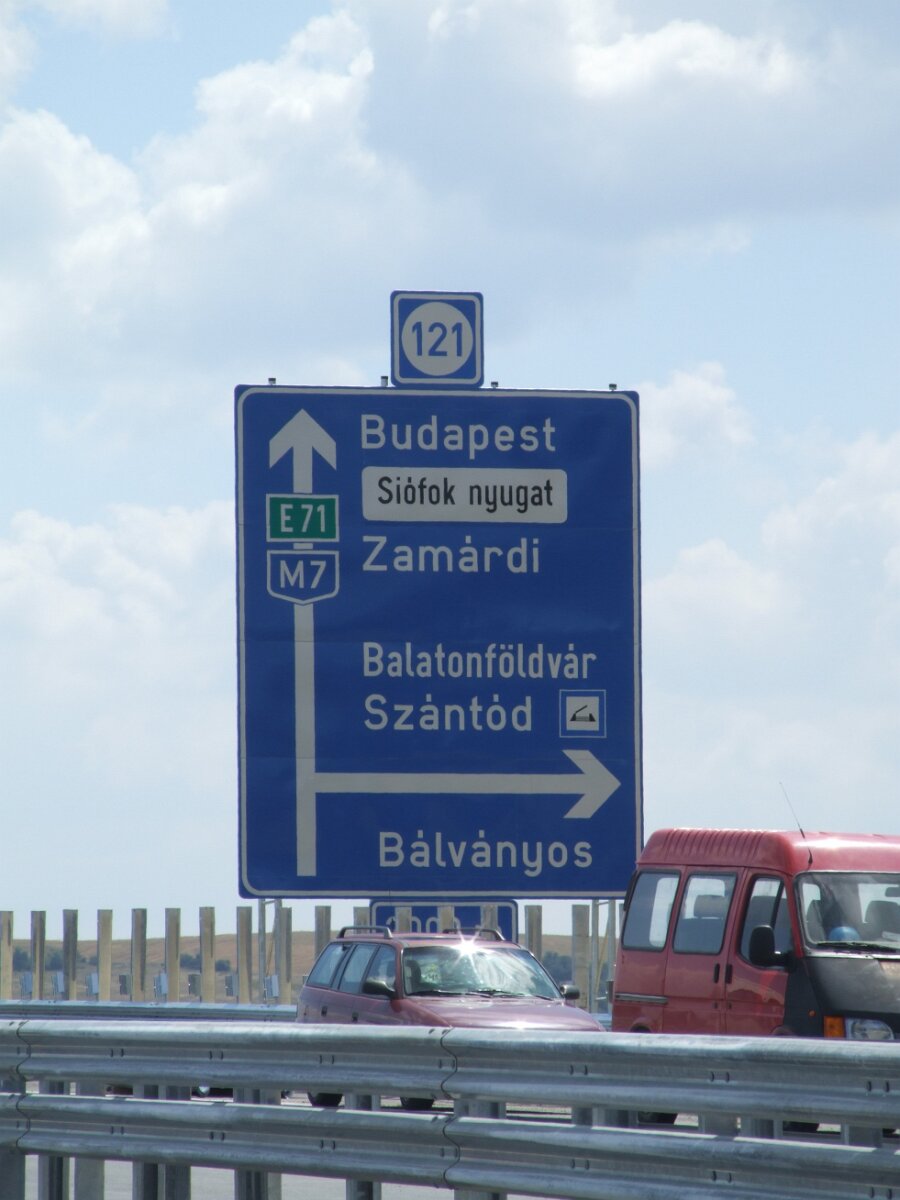 121
Budapest
Siófok nyugat
E71
Zamárdi
M7
Balatonföldvár
Szántód
Bálványos